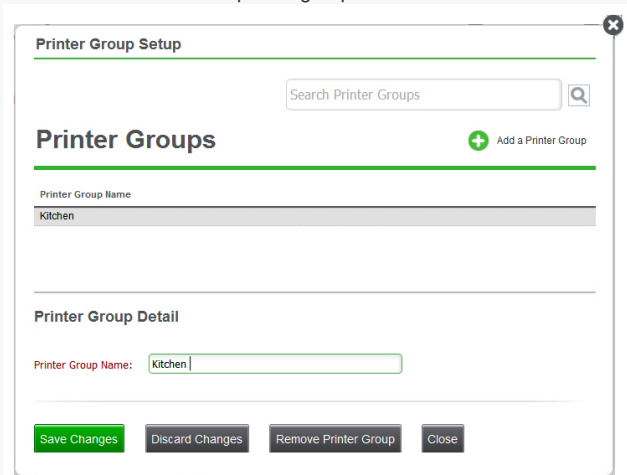 Printer Group Setup
Search Printer Groups
Printer Groups
Add a Printer Group
Printer Group Name
Kitchen
Printer Group Detail
Printer Group Name: Kitchen
Save Changes Discard Changes Remove Printer Group Close